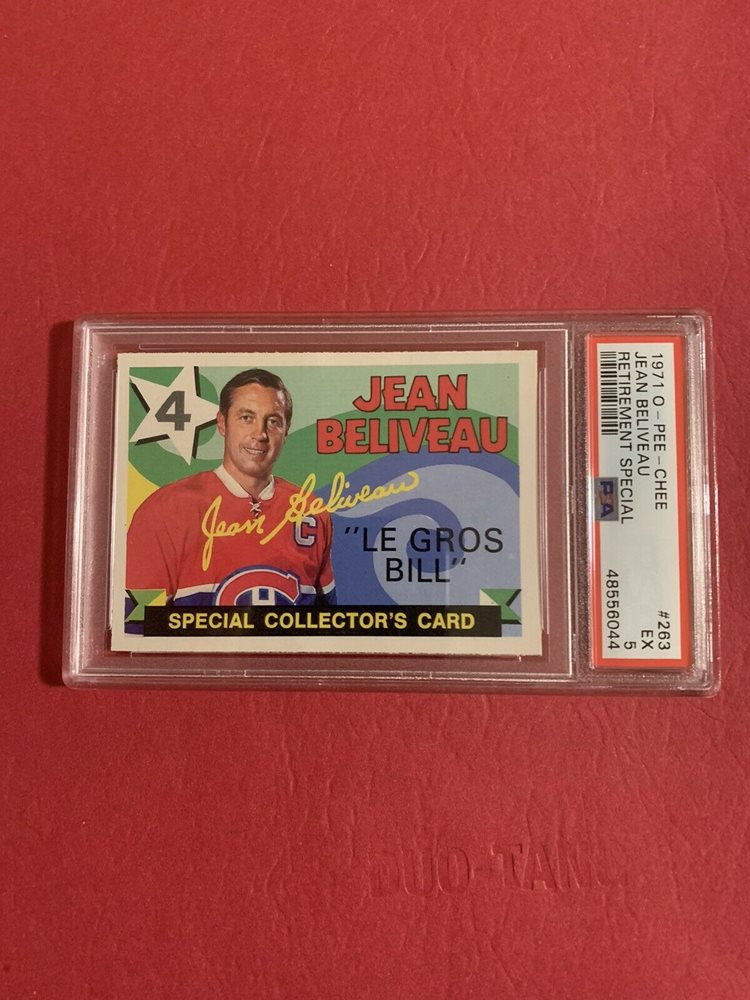 4
JEAN
BELIVEAU
Jean Beliveau
C
"LE GROS
BILL"
SPECIAL COLLECTOR'S CARD
1971 O-PEE-CHEE #263
JEAN BELIVEAU EX
RETIREMENT SPECIAL 5
PSA 48556044
DUO-TANG